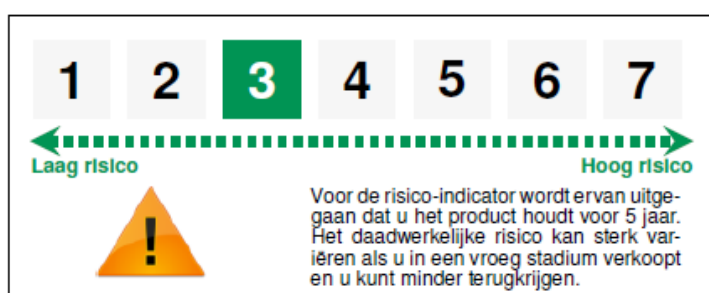 1 2 3 4 5 6 7
Laag risico Hoog risico
!
Voor de risico-indicator wordt ervan uitge-
gaan dat u het product houdt voor 5 jaar.
Het daadwerkelijke risico kan sterk var-
iëren als u in een vroeg stadium verkoopt
en u kunt minder terugkrijgen.